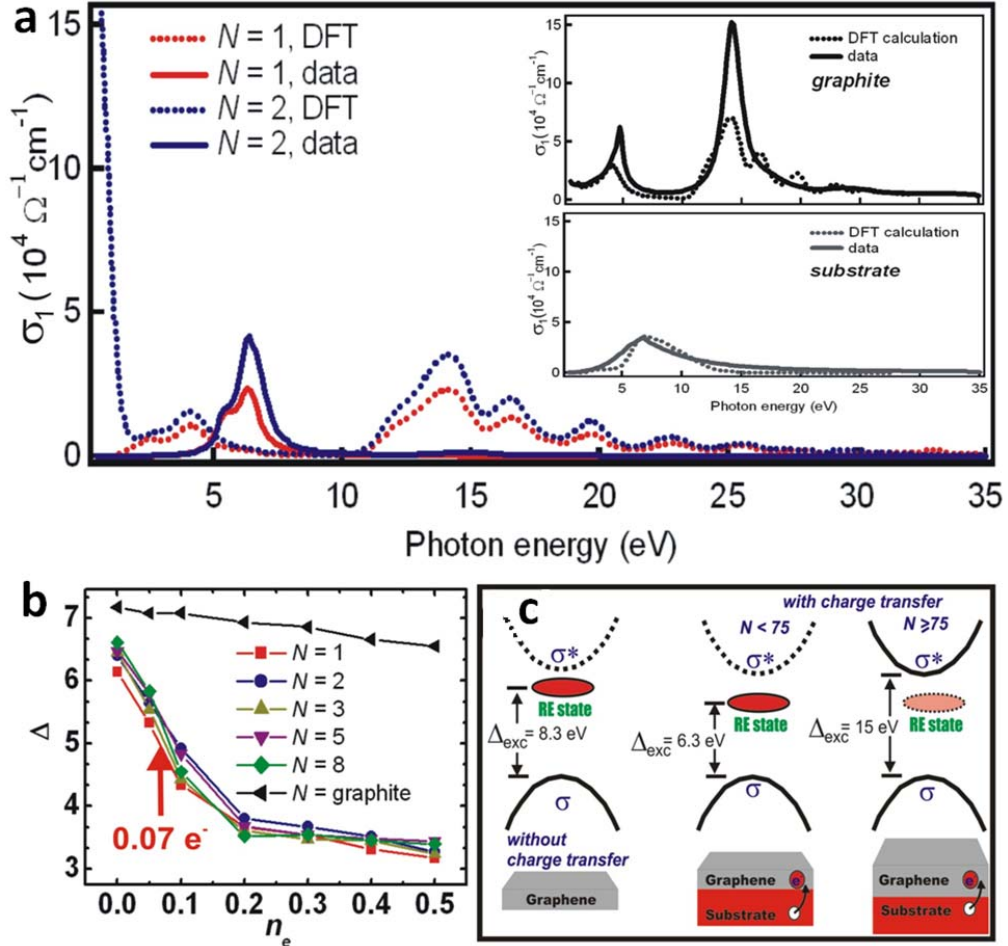 a
15
10
5
0
σ₁ ( 10⁴ Ω⁻¹ cm⁻¹)
N = 1, DFT
N = 1, data
N = 2, DFT
N = 2, data
5
10
15
20
25
30
35
Photon energy (eV)
15
10
5
0
σ₁(10⁴ Ω⁻¹cm⁻¹)
DFT calculation
data
graphite
15
10
5
0
σ₁(10⁴ Ω⁻¹cm⁻¹)
DFT calculation
data
substrate
5
10
15
20
25
30
35
Photon energy (eV)
b
7
6
5
4
3
Δ
N = 1
N = 2
N = 3
N = 5
N = 8
N = graphite
0.07 e⁻
0.0
0.1
0.2
0.3
0.4
0.5
nₑ
c
with charge transfer
N < 75
N ⩾75
σ*
σ*
σ*
RE state
RE state
RE state
Δexc= 8.3 eV
Δexc= 6.3 eV
Δexc= 15 eV
σ
σ
σ
without
charge transfer
Graphene
Graphene
e
Substrate
Graphene
e
Substrate